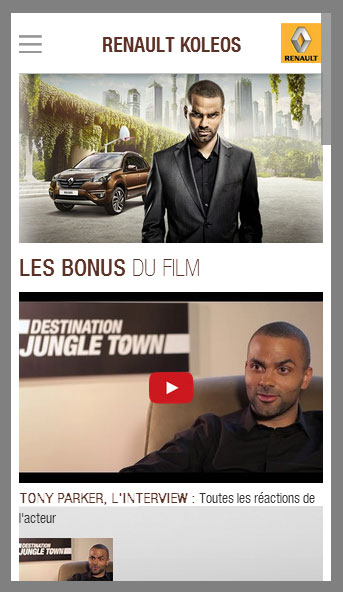 RENAULT KOLEOS
RENAULT
LES BONUS DU FILM
DESTINATION
JUNGLE TOWN
TONY PARKER, L'INTERVIEW : Toutes les réactions de
l'acteur
DESTINATION
JUNGLE TOWN